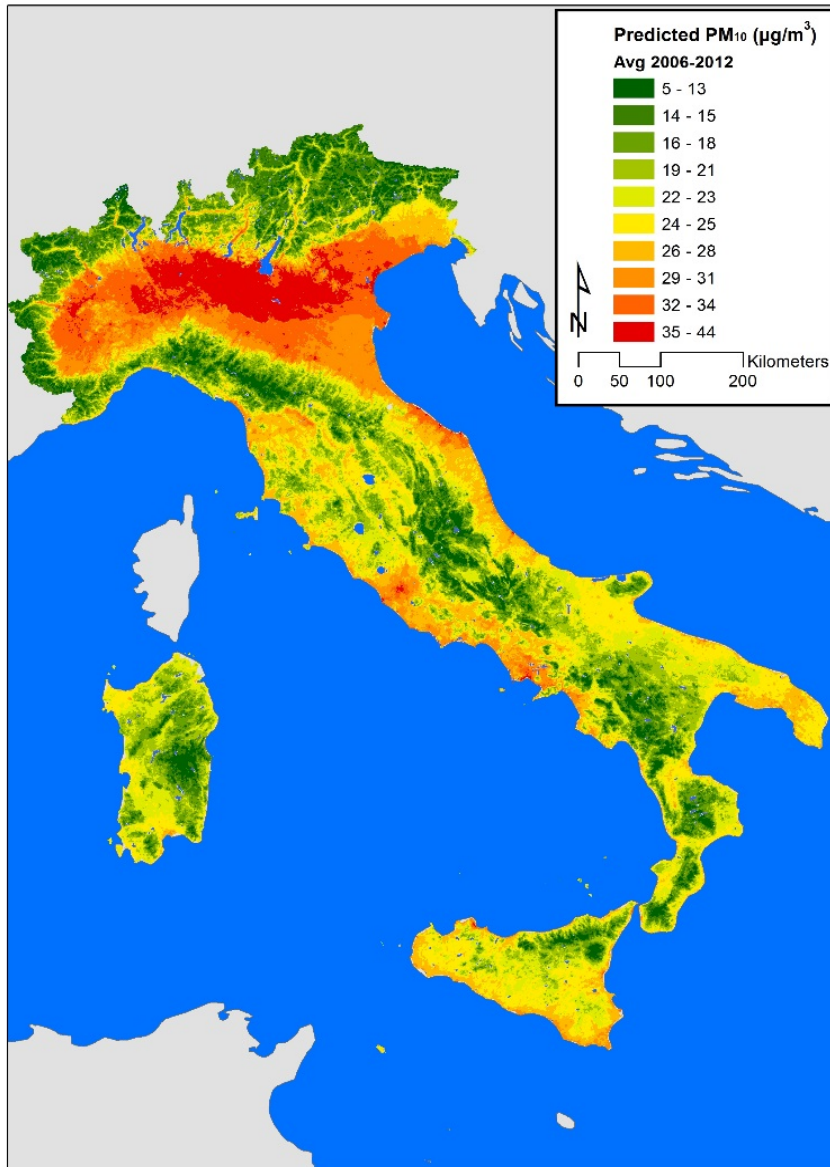 Predicted PM₁₀ (µg/m³)
Avg 2006-2012
5 - 13
14 - 15
16 - 18
19 - 21
22 - 23
24 - 25
26 - 28
29 - 31
32 - 34
35 - 44
N
Kilometers
0 50 100 200